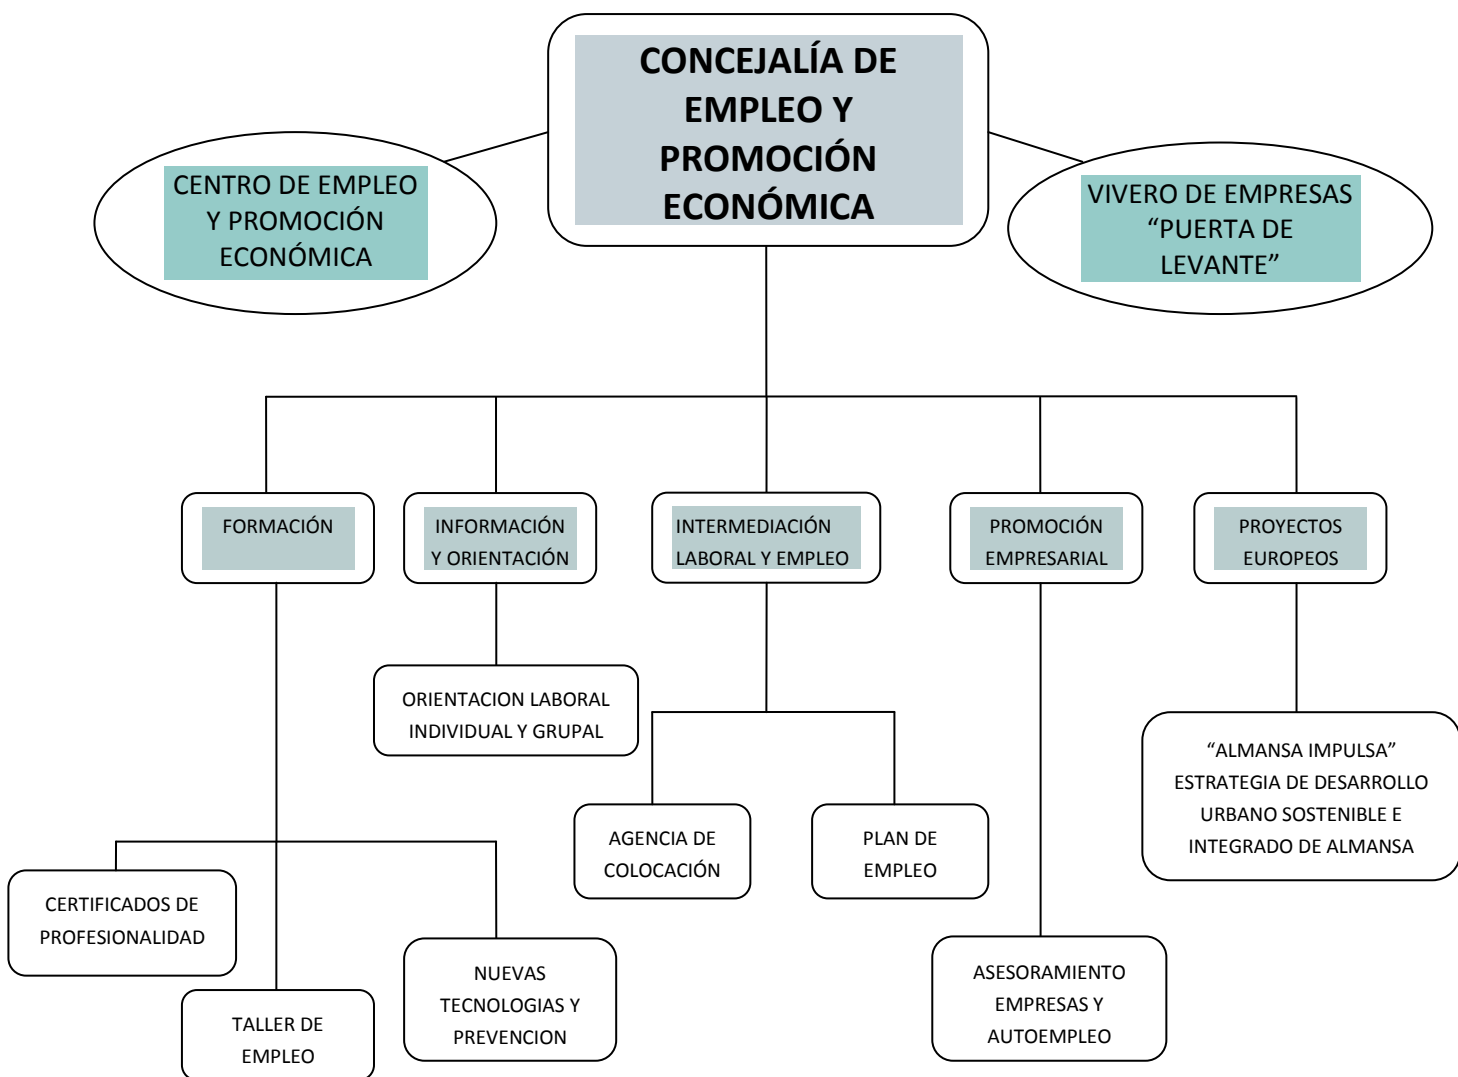 CONCEJALÍA DE
EMPLEO Y
PROMOCIÓN
ECONÓMICA
CENTRO DE EMPLEO
Y PROMOCIÓN
ECONÓMICA
VIVERO DE EMPRESAS
“PUERTA DE
LEVANTE”
FORMACIÓN
INFORMACIÓN
Y ORIENTACIÓN
INTERMEDIACIÓN
LABORAL Y EMPLEO
PROMOCIÓN
EMPRESARIAL
PROYECTOS
EUROPEOS
ORIENTACION LABORAL
INDIVIDUAL Y GRUPAL
“ALMANSA IMPULSA”
ESTRATEGIA DE DESARROLLO
URBANO SOSTENIBLE E
INTEGRADO DE ALMANSA
AGENCIA DE
COLOCACIÓN
PLAN DE
EMPLEO
CERTIFICADOS DE
PROFESIONALIDAD
TALLER DE
EMPLEO
NUEVAS
TECNOLOGIAS Y
PREVENCION
ASESORAMIENTO
EMPRESAS Y
AUTOEMPLEO